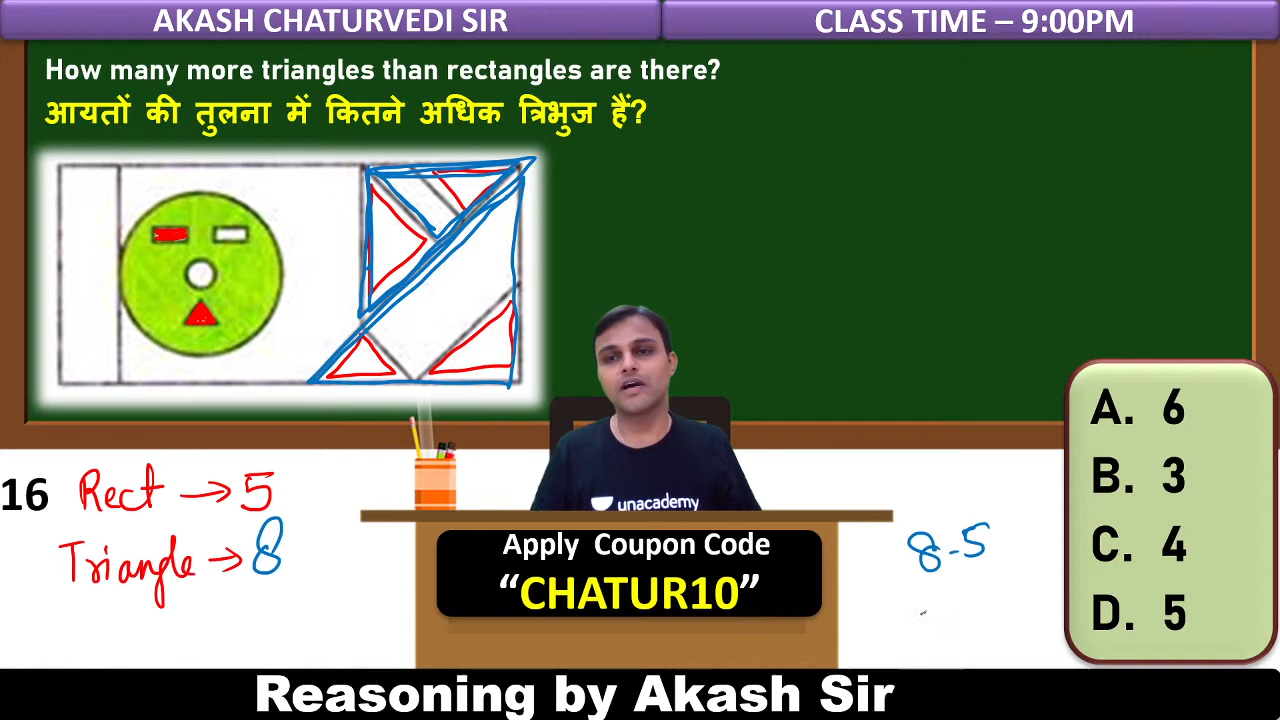 AKASH CHATURVEDI SIR
CLASS TIME – 9:00PM
How many more triangles than rectangles are there?
आयतों की तुलना में कितने अधिक त्रिभुज हैं?
A. 6
B. 3
C. 4
D. 5
16 Rect → 5
Triangle → 8
8-5
unacademy
Apply Coupon Code
“CHATUR10”
Reasoning by Akash Sir